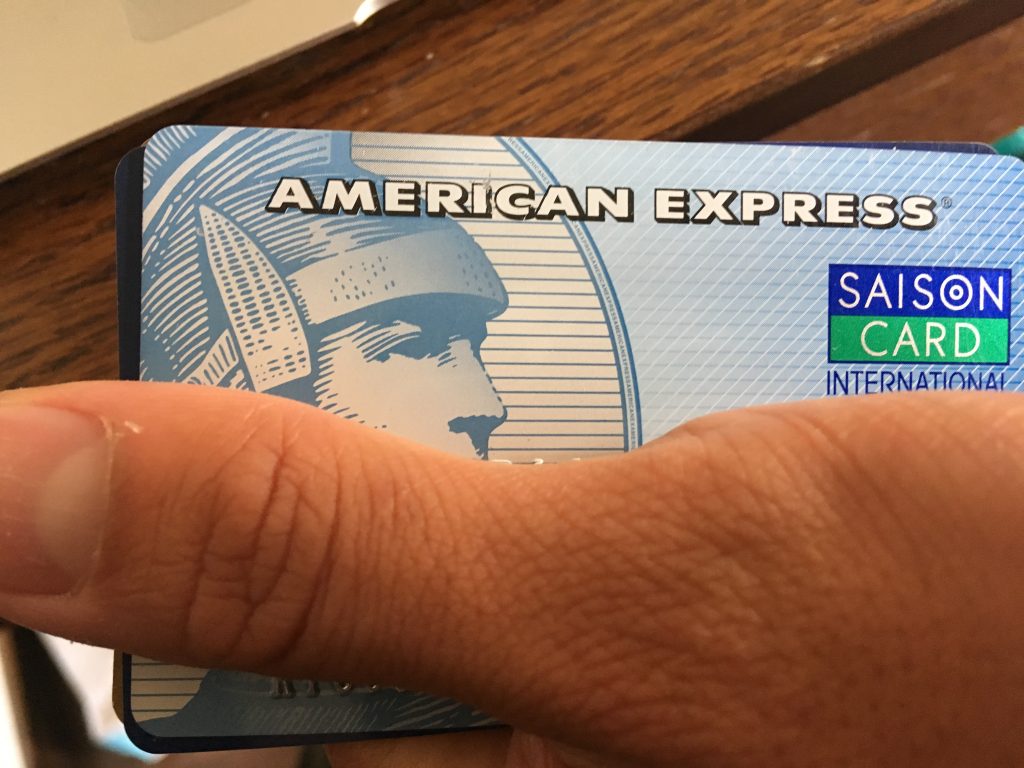 AMERICAN EXPRESS®
SAISON
CARD
INTERNATIONAL